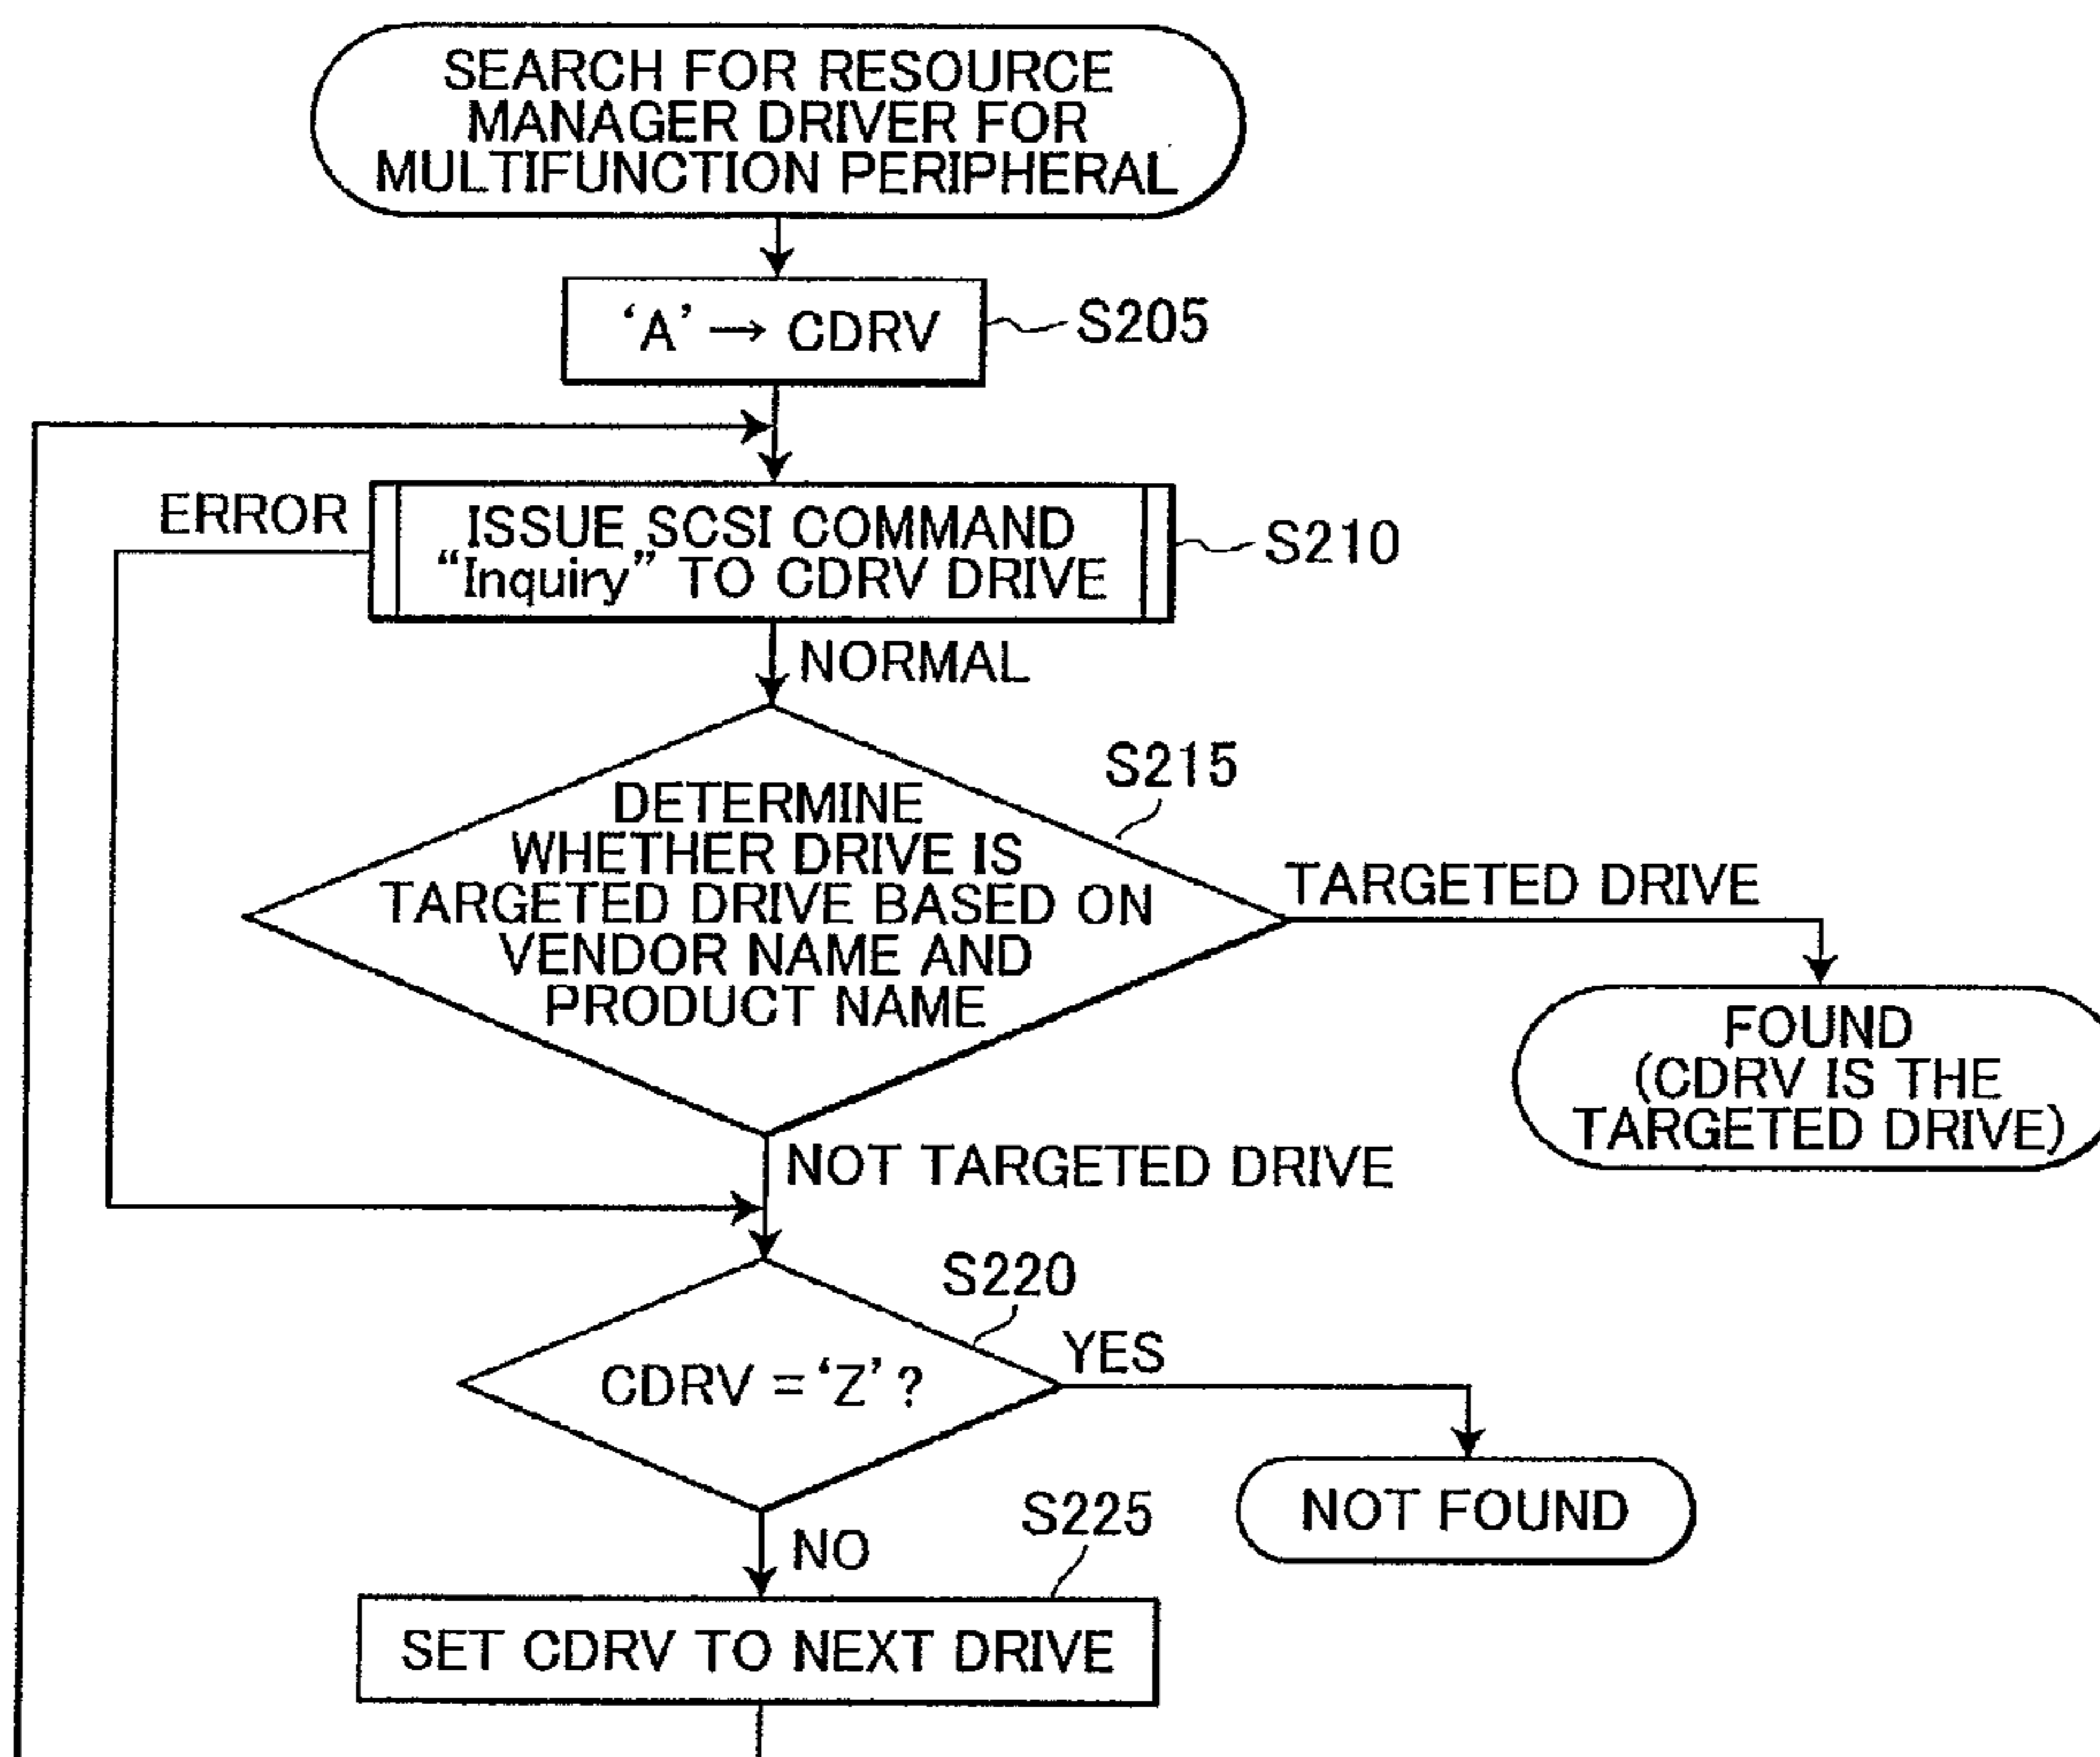 SEARCH FOR RESOURCE
MANAGER DRIVER FOR
MULTIFUNCTION PERIPHERAL
‘A’ → CDRV
S205
ERROR
ISSUE SCSI COMMAND
“Inquiry” TO CDRV DRIVE
S210
NORMAL
S215
DETERMINE
WHETHER DRIVE IS
TARGETED DRIVE BASED ON
VENDOR NAME AND
PRODUCT NAME
TARGETED DRIVE
FOUND
(CDRV IS THE
TARGETED DRIVE)
NOT TARGETED DRIVE
S220
CDRV = ‘Z’ ?
YES
NOT FOUND
NO
S225
SET CDRV TO NEXT DRIVE